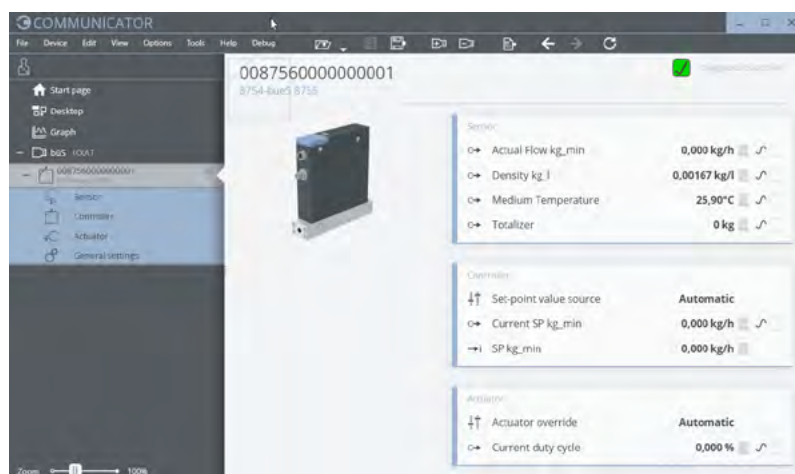 COMMUNICATOR
File Device Edit View Options Tools Help Debug
Start page
Desktop
Graph
büS
0087560000000001
Sensor
Controller
Actuator
General settings
Zoom 100%
0087560000000001
Sensor
Actual Flow kg_min 0,000 kg/h
Density kg_l 0,00167 kg/l
Medium Temperature 25,90°C
Totalizer 0 kg
Controller
Set-point value source Automatic
Current SP kg_min 0,000 kg/h
SP kg_min 0,000 kg/h
Actuator
Actuator override Automatic
Current duty cycle 0,000 %